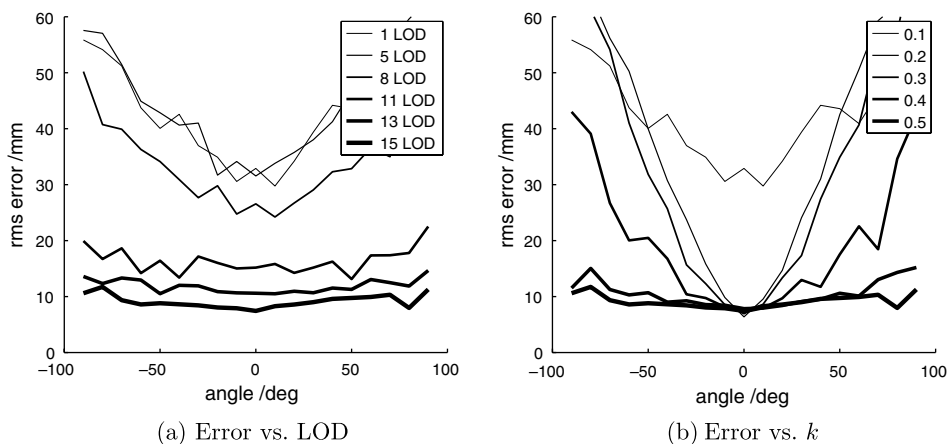 60
50
40
30
20
10
0
rms error /mm
1 LOD
5 LOD
8 LOD
11 LOD
13 LOD
15 LOD
−100
−50
0
50
100
angle /deg
(a) Error vs. LOD
60
50
40
30
20
10
0
rms error /mm
0.1
0.2
0.3
0.4
0.5
−100
−50
0
50
100
angle /deg
(b) Error vs. k